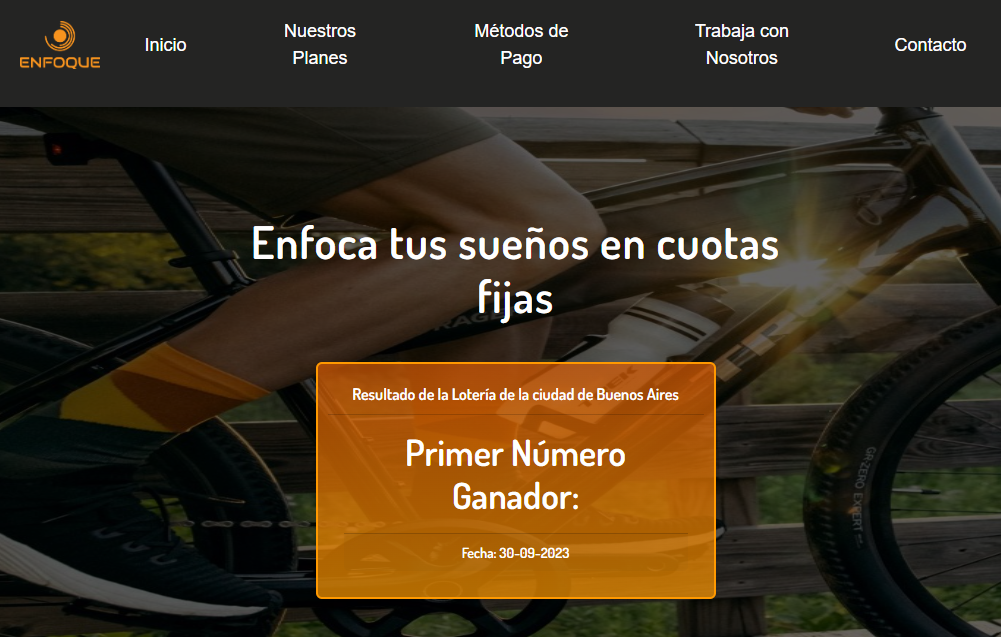 ENFOQUE
Inicio
Nuestros
Planes
Métodos de
Pago
Trabaja con
Nosotros
Contacto
Enfoca tus sueños en cuotas
fijas
Resultado de la Lotería de la ciudad de Buenos Aires
Primer Número
Ganador:
Fecha: 30-09-2023
TREK